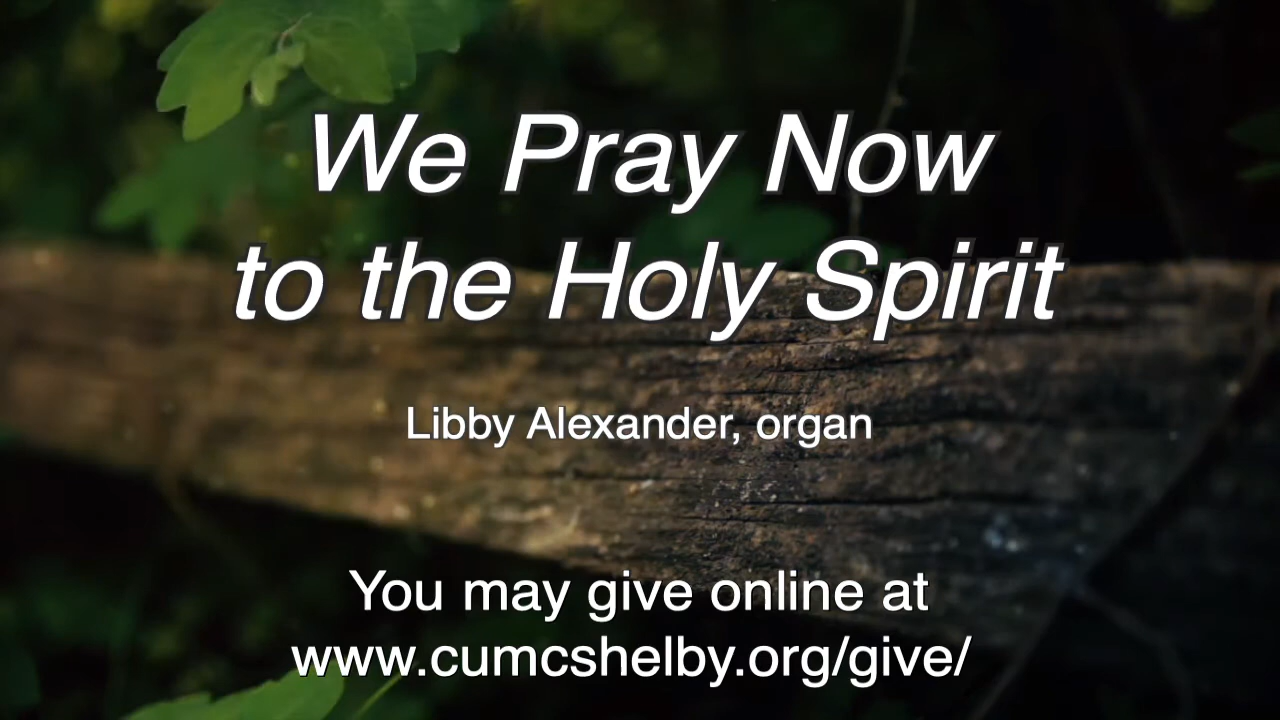 We Pray Now
to the Holy Spirit
Libby Alexander, organ
You may give online at
www.cumcshelby.org/give/